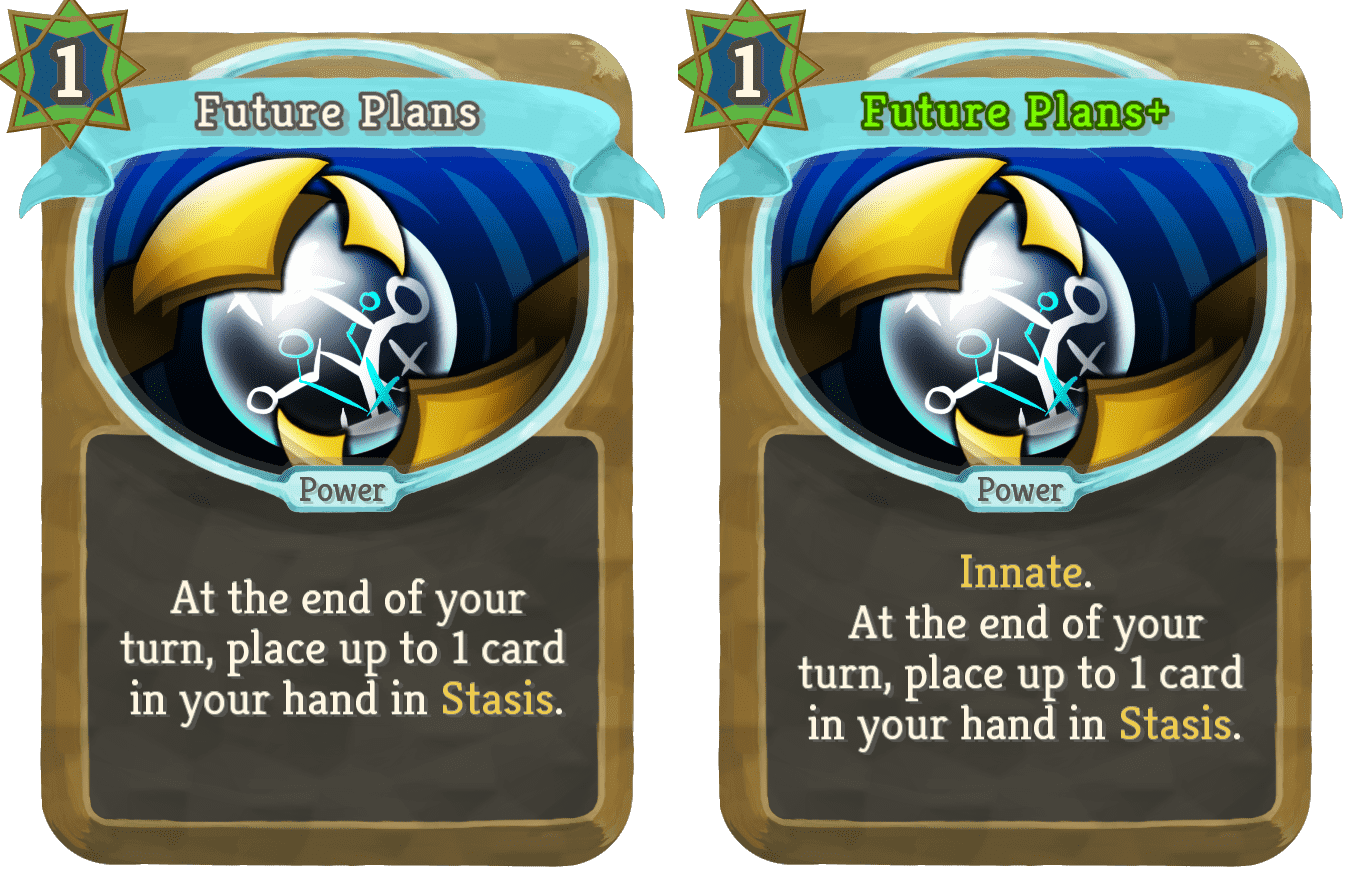 1
Future Plans
Power
At the end of your
turn, place up to 1 card
in your hand in Stasis.
1
Future Plans+
Power
Innate.
At the end of your
turn, place up to 1 card
in your hand in Stasis.